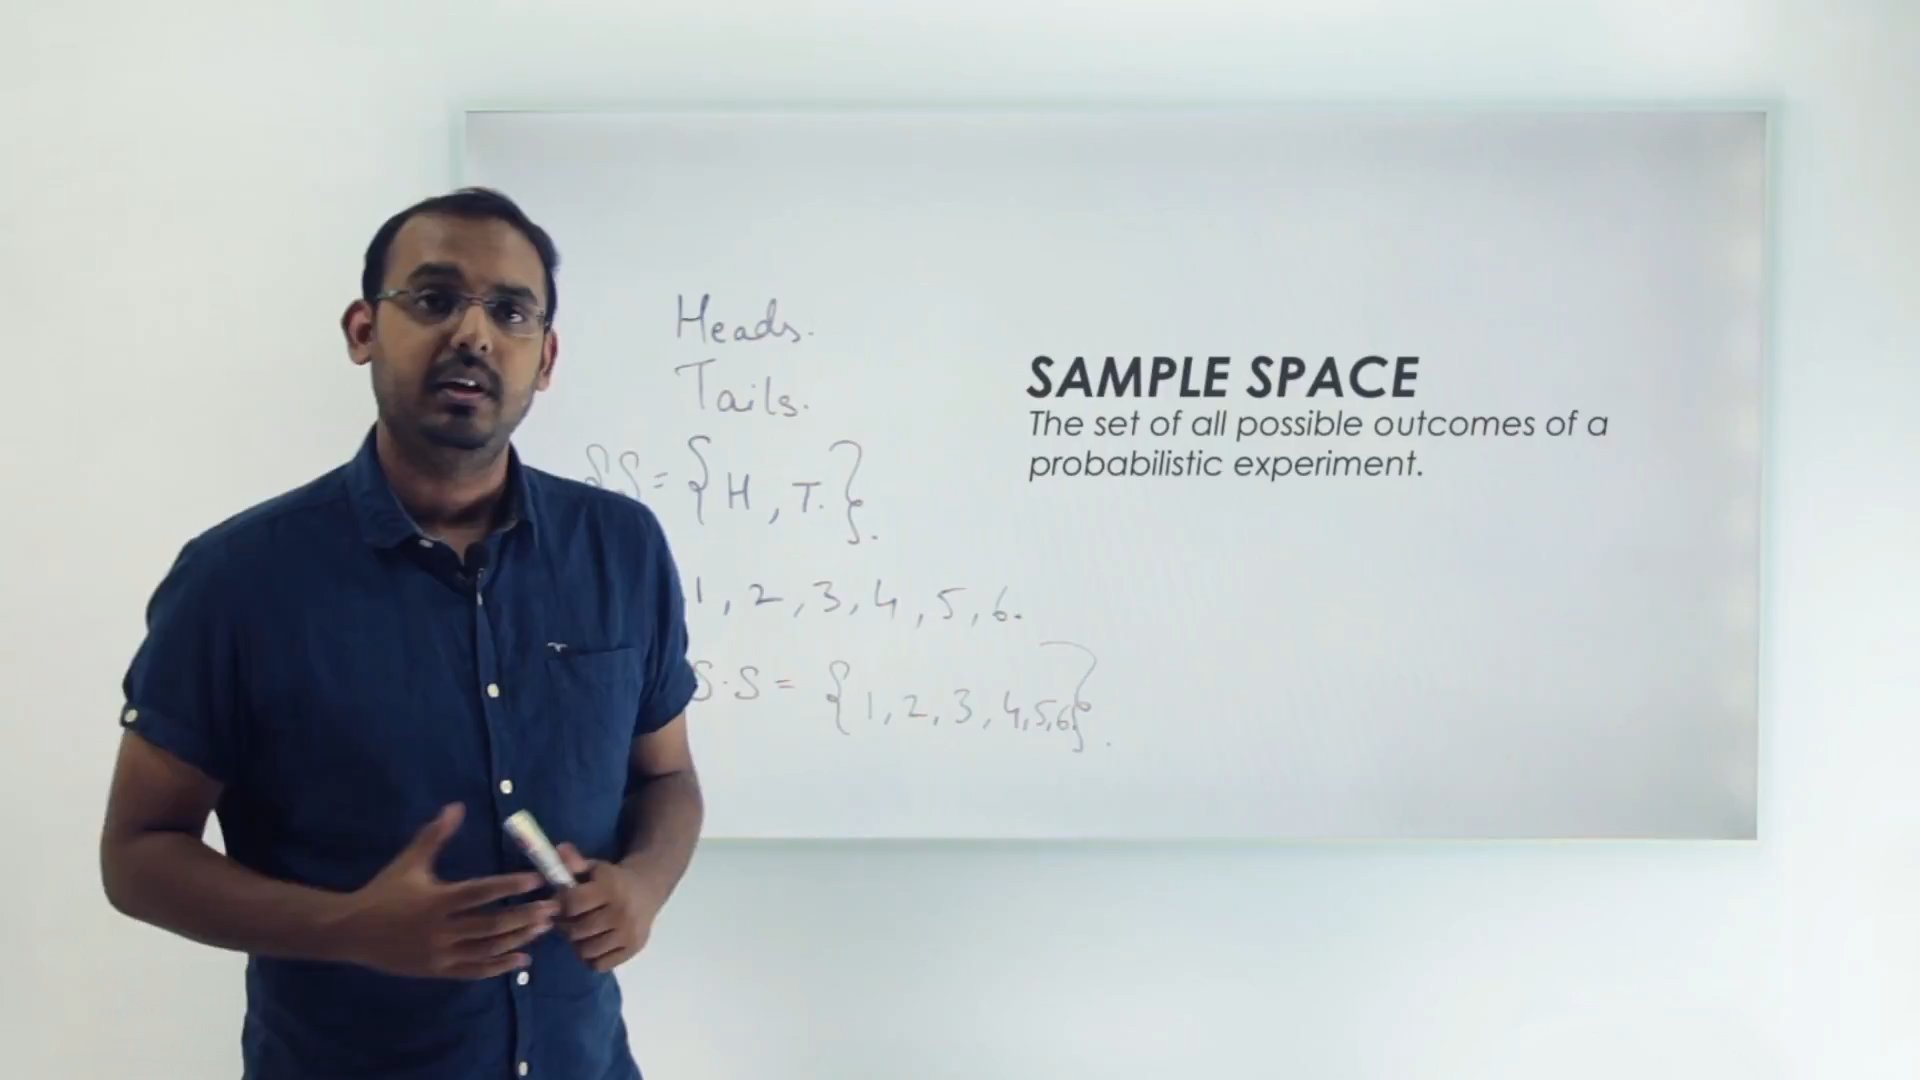 Heads.
Tails.
SS = {H, T.}.
1, 2, 3, 4, 5, 6.
S.S = {1, 2, 3, 4, 5, 6}.
SAMPLE SPACE
The set of all possible outcomes of a
probabilistic experiment.